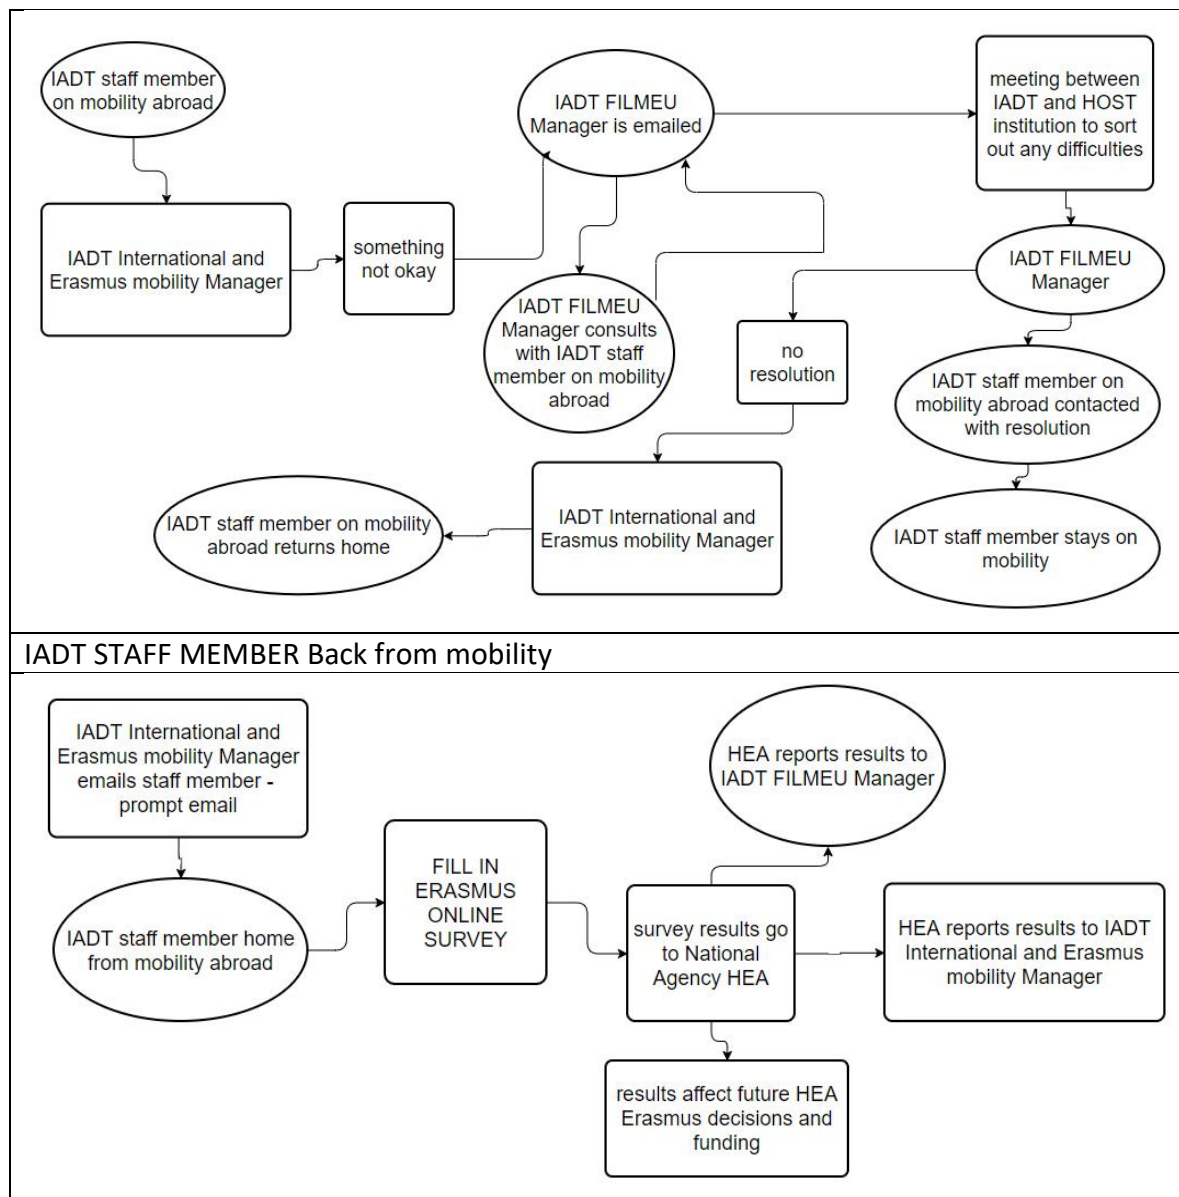 IADT staff member
on mobility abroad
IADT International and
Erasmus mobility Manager
something
not okay
IADT FILMEU
Manager is emailed
IADT FILMEU
Manager consults
with IADT staff
member on mobility
abroad
meeting between
IADT and HOST
institution to sort
out any difficulties
IADT FILMEU
Manager
no
resolution
IADT staff member on
mobility abroad contacted
with resolution
IADT staff member stays on
mobility
IADT International and
Erasmus mobility Manager
IADT staff member on mobility
abroad returns home
IADT STAFF MEMBER Back from mobility
IADT International and
Erasmus mobility Manager
emails staff member -
prompt email
IADT staff member home
from mobility abroad
FILL IN
ERASMUS
ONLINE
SURVEY
survey results go
to National
Agency HEA
HEA reports results to
IADT FILMEU Manager
HEA reports results to IADT
International and Erasmus
mobility Manager
results affect future HEA
Erasmus decisions and
funding